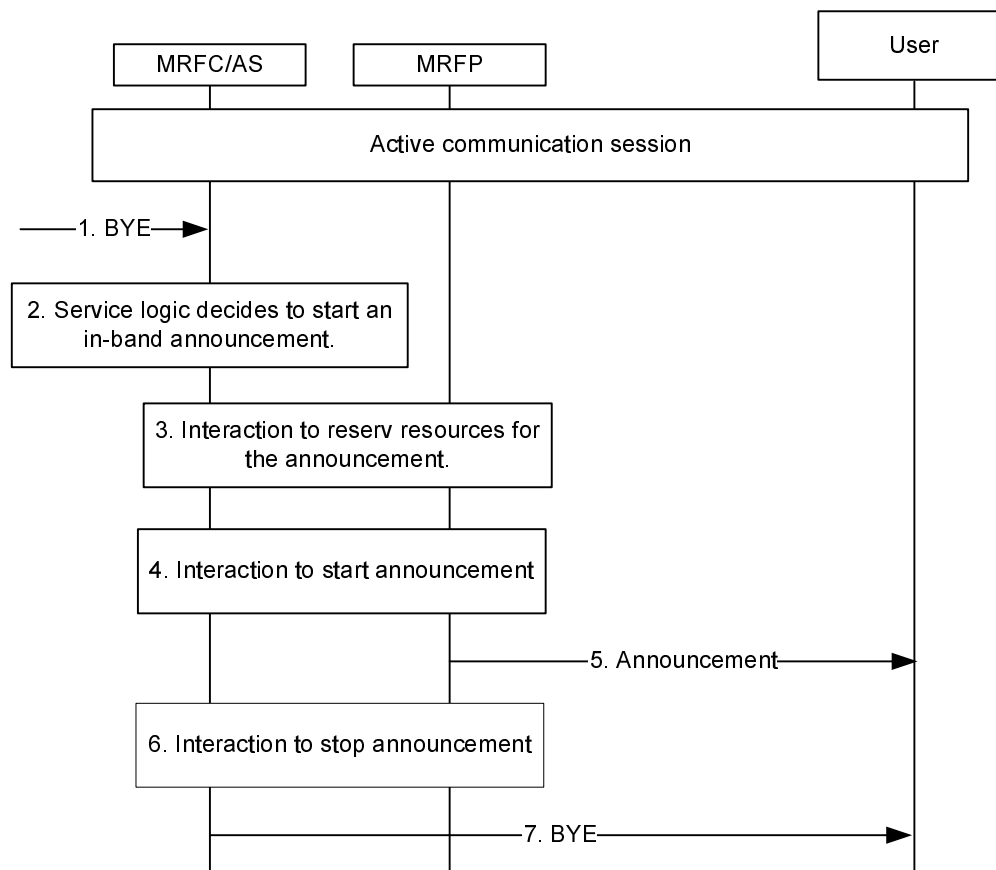 User
MRFC/AS
MRFP
Active communication session
1. BYE
2. Service logic decides to start an
in-band announcement.
3. Interaction to reserv resources for
the announcement.
4. Interaction to start announcement
5. Announcement
6. Interaction to stop announcement
7. BYE